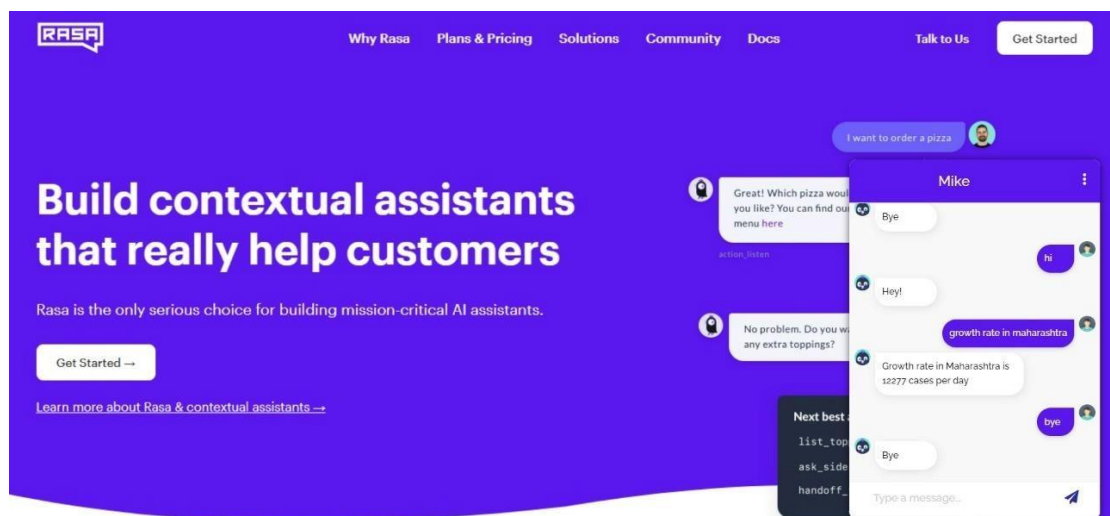 RASA
Why Rasa Plans & Pricing Solutions Community Docs Talk to Us Get Started
Build contextual assistants
that really help customers
Rasa is the only serious choice for building mission-critical AI assistants.
Get Started →
Learn more about Rasa & contextual assistants →
I want to order a pizza
Great! Which pizza woul
you like? You can find ou
menu here
action_listen
No problem. Do you w
any extra toppings?
Next best
list_top
ask_side
handoff_
Mike
Bye
hi
Hey!
growth rate in maharashtra
Growth rate in Maharashtra is
12277 cases per day
bye
Bye
Type a message...